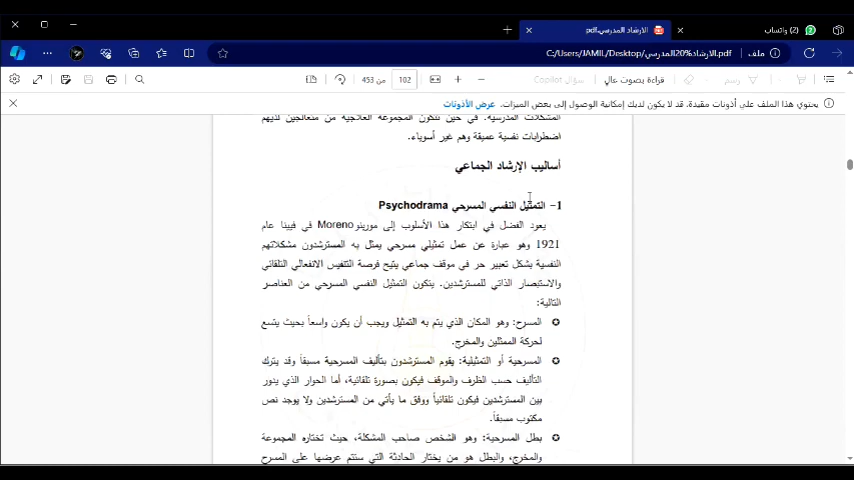 (2) واتساب
الارشاد المدرسي.pdf
ملف
C:/Users/JAMIL/Desktop/الارشاد%20المدرسي.pdf
رسم
قراءة بصوت عالٍ
سؤال Copilot
102 من 453
يحتوي هذا الملف على أذونات مقيدة. قد لا يكون لديك إمكانية الوصول إلى بعض الميزات. عرض الأذونات
المشكلات المدرسية. في حين تتكون المجموعة العلاجية من متعالجين لديهم
اضطرابات نفسية عميقة وهم غير أسوياء.
أساليب الإرشاد الجماعي
1- التمثيل النفسي المسرحي Psychodrama
يعود الفضل في ابتكار هذا الأسلوب إلى مورينو Moreno في فيينا عام
1921 وهو عبارة عن عمل تمثيلي مسرحي يمثل به المسترشدون مشكلاتهم
النفسية بشكل تعبير حر في موقف جماعي يتيح فرصة التنفيس الانفعالي التلقائي
والاستبصار الذاتي للمسترشدين. يتكون التمثيل النفسي المسرحي من العناصر
التالية:
المسرح: وهو المكان الذي يتم به التمثيل ويجب أن يكون واسعاً بحيث يتسع
لحركة الممثلين والمخرج.
المسرحية أو التمثيلية: يقوم المسترشدون بتأليف المسرحية مسبقاً وقد يترك
التأليف حسب الظرف والموقف فيكون بصورة تلقائية، أما الحوار الذي يدور
بين المسترشدين فيكون تلقائياً ووفق ما يأتي من المسترشدين ولا يوجد نص
مكتوب مسبقاً.
بطل المسرحية: وهو الشخص صاحب المشكلة، حيث تختاره المجموعة
والمخرج، والبطل هو من يختار الحادثة التي ستتم عرضها على المسرح